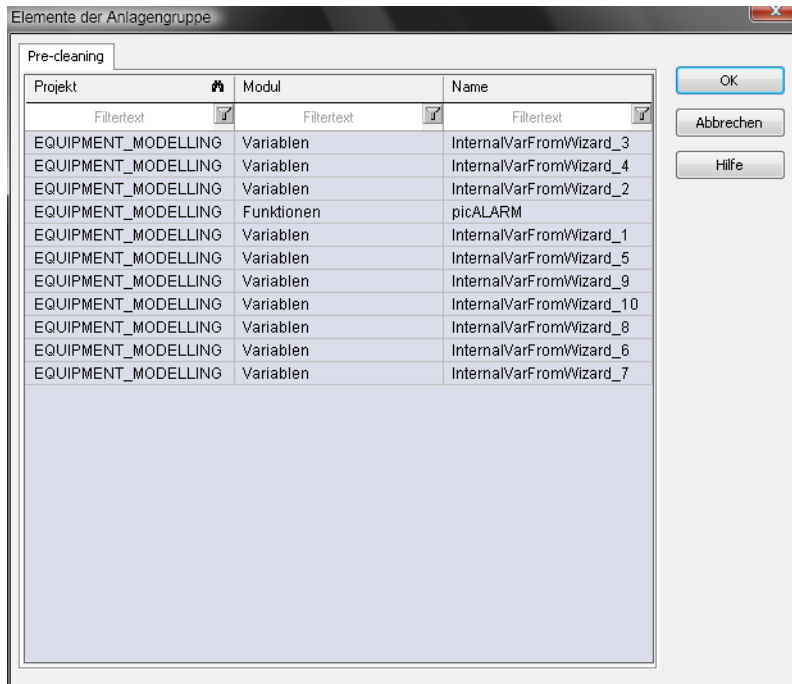 Elemente der Anlagengruppe
Pre-cleaning
Projekt Modul Name
Filtertext Filtertext Filtertext
EQUIPMENT_MODELLING Variablen InternalVarFromWizard_3
EQUIPMENT_MODELLING Variablen InternalVarFromWizard_4
EQUIPMENT_MODELLING Variablen InternalVarFromWizard_2
EQUIPMENT_MODELLING Funktionen picALARM
EQUIPMENT_MODELLING Variablen InternalVarFromWizard_1
EQUIPMENT_MODELLING Variablen InternalVarFromWizard_5
EQUIPMENT_MODELLING Variablen InternalVarFromWizard_9
EQUIPMENT_MODELLING Variablen InternalVarFromWizard_10
EQUIPMENT_MODELLING Variablen InternalVarFromWizard_8
EQUIPMENT_MODELLING Variablen InternalVarFromWizard_6
EQUIPMENT_MODELLING Variablen InternalVarFromWizard_7
OK
Abbrechen
Hilfe